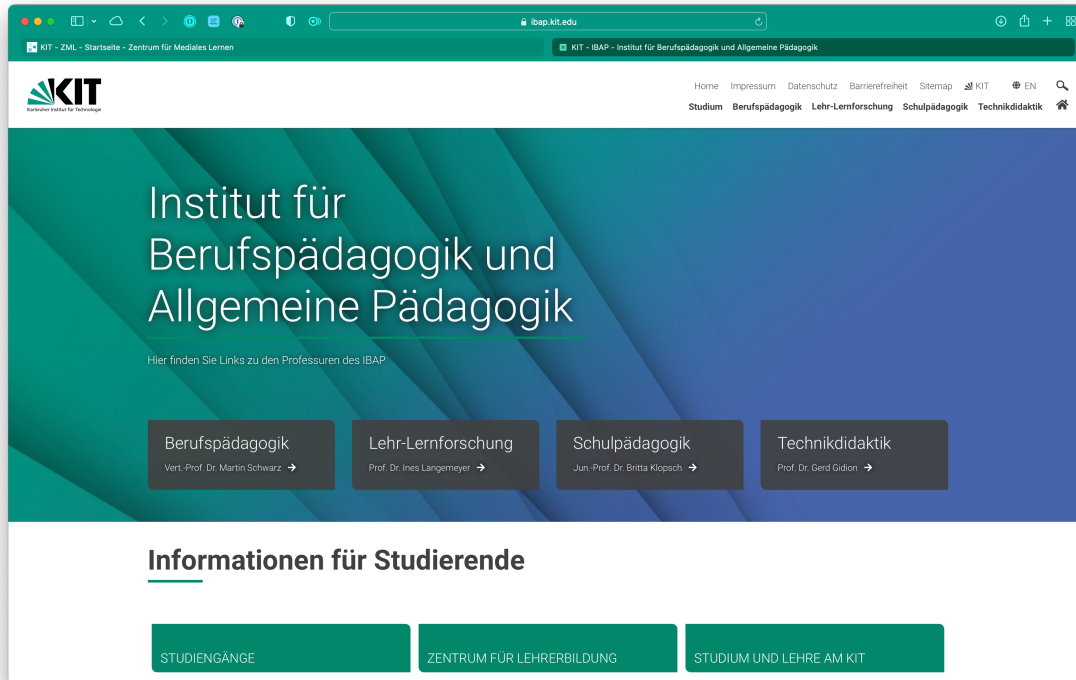 ibap.kit.edu
KIT - ZML - Startseite - Zentrum für Mediales Lernen
KIT - IBAP - Institut für Berufspädagogik und Allgemeine Pädagogik
KIT
Karlsruher Institut für Technologie
Home Impressum Datenschutz Barrierefreiheit Sitemap KIT EN
Studium Berufspädagogik Lehr-Lernforschung Schulpädagogik Technikdidaktik
Institut für
Berufspädagogik und
Allgemeine Pädagogik
Hier finden Sie Links zu den Professuren des IBAP
Berufspädagogik
Vert.-Prof. Dr. Martin Schwarz →
Lehr-Lernforschung
Prof. Dr. Ines Langemeyer →
Schulpädagogik
Jun.-Prof. Dr. Britta Klopsch →
Technikdidaktik
Prof. Dr. Gerd Gidion →
Informationen für Studierende
STUDIENGÄNGE
ZENTRUM FÜR LEHRERBILDUNG
STUDIUM UND LEHRE AM KIT